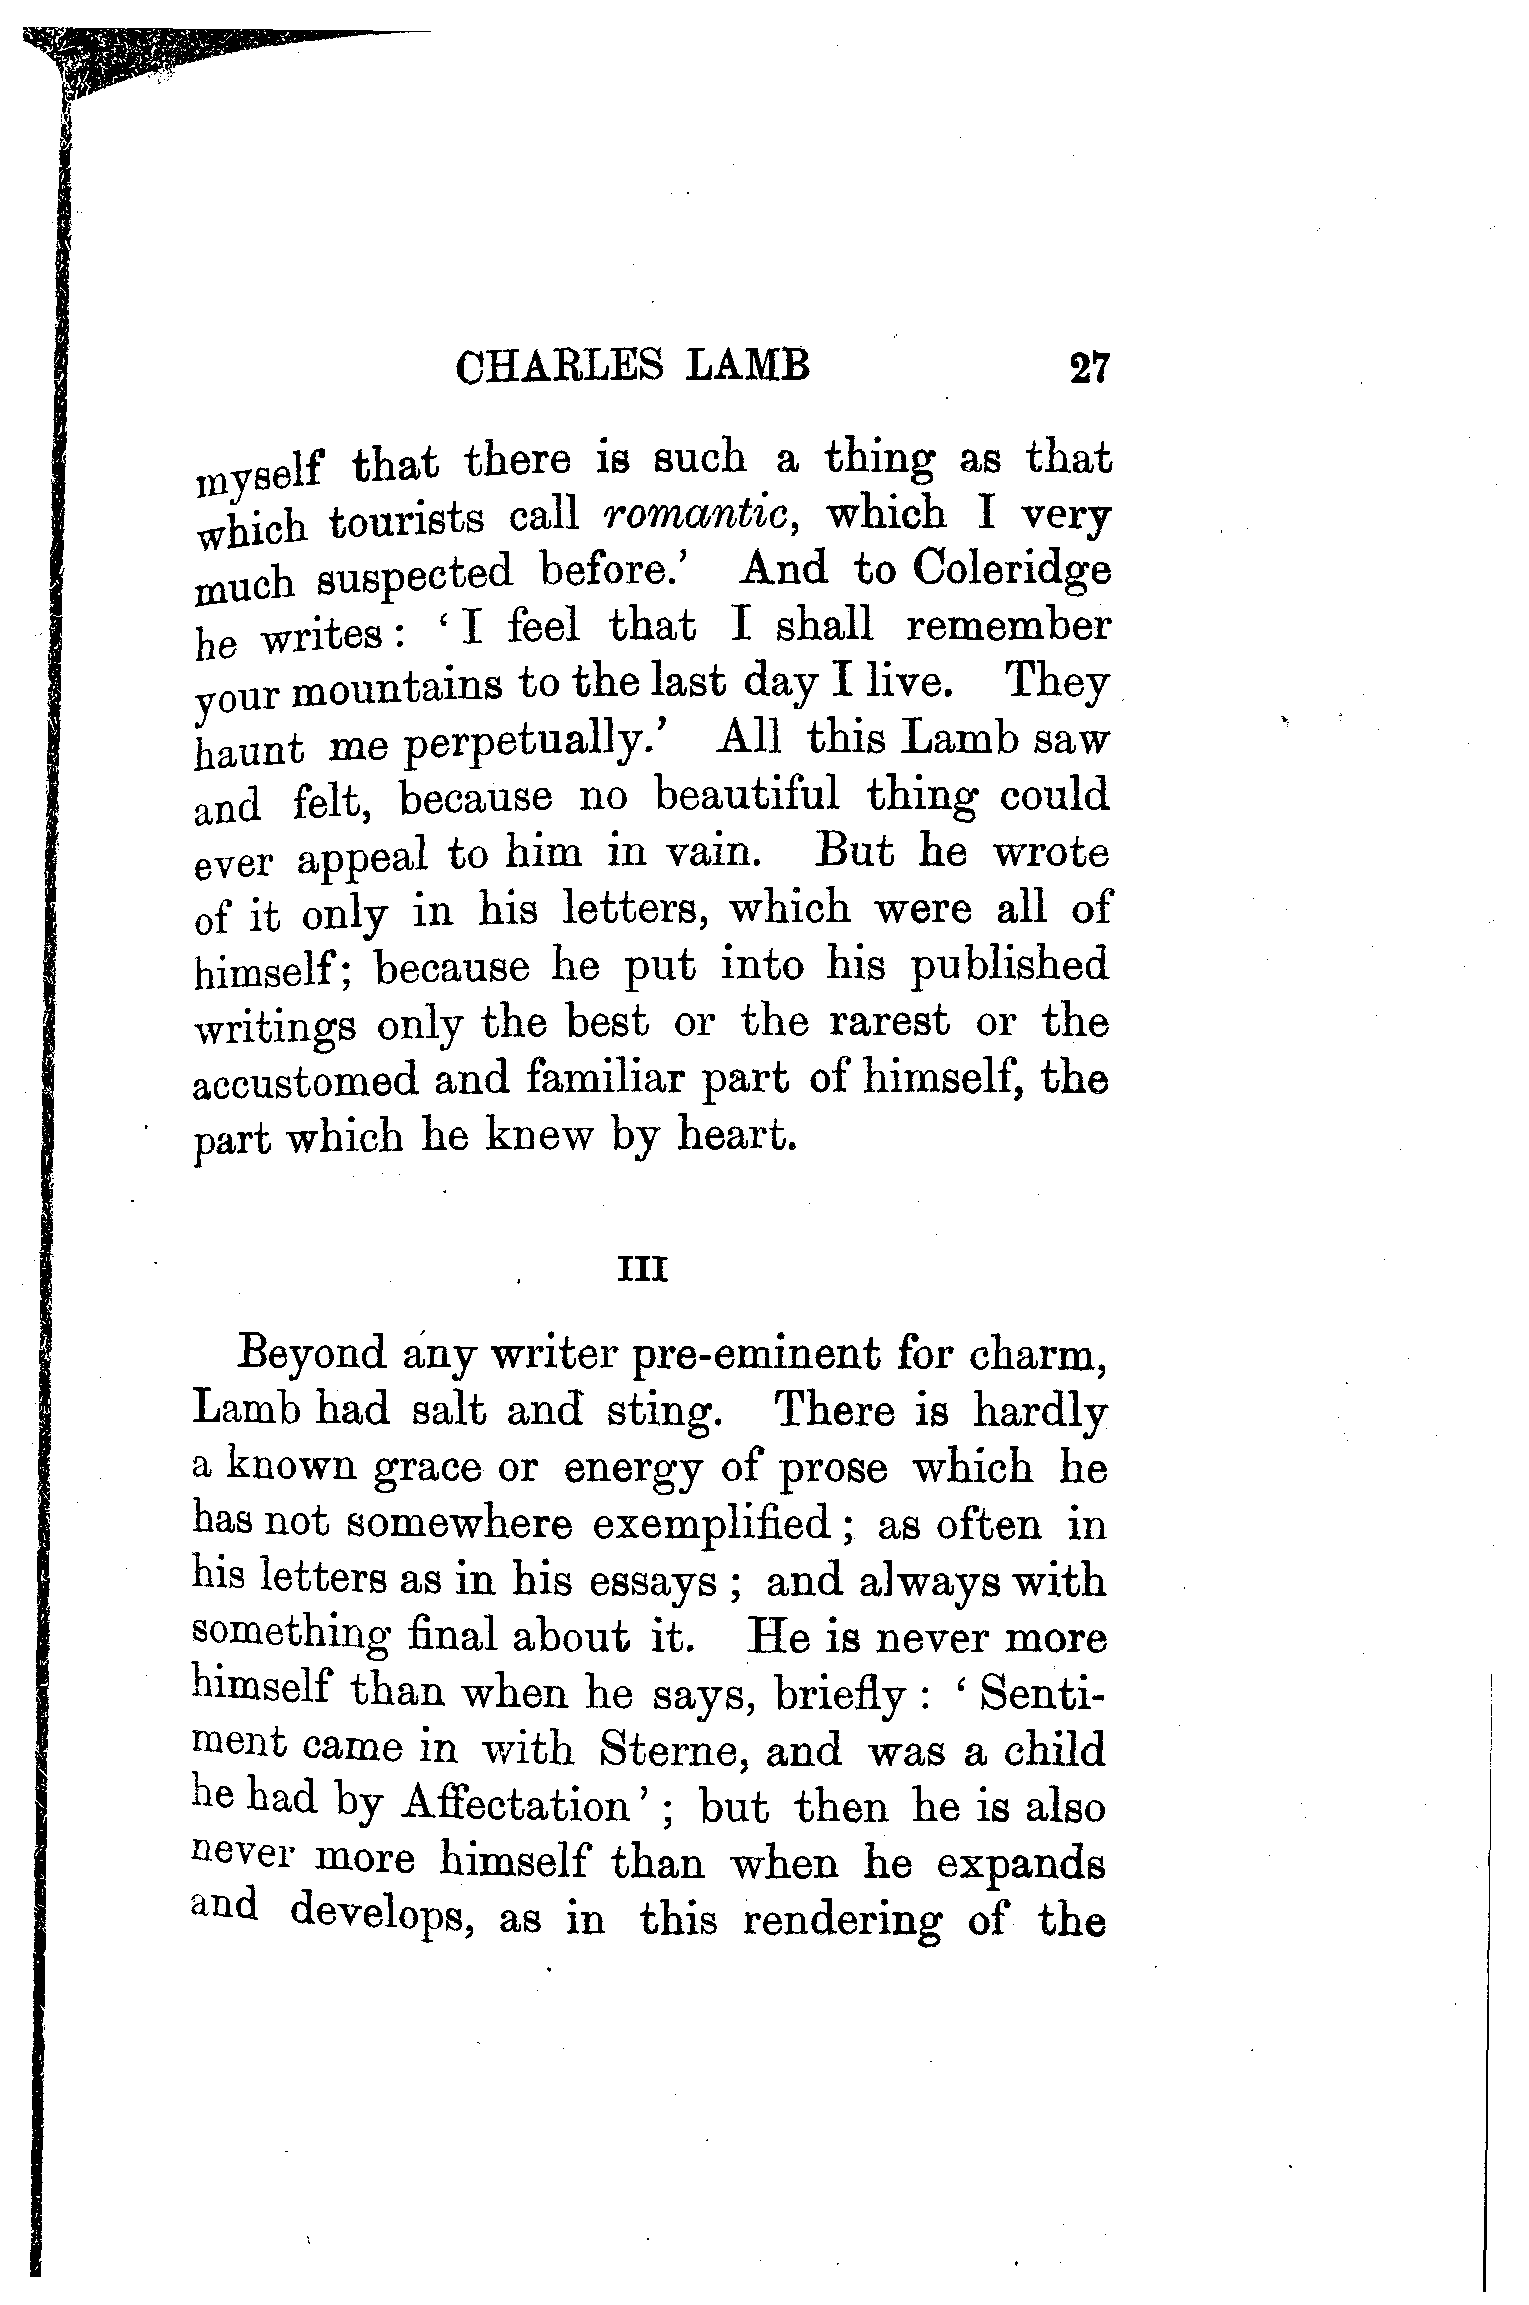 CHARLES LAMB 27
myself that there is such a thing as that
which tourists call romantic, which I very
much suspected before.' And to Coleridge
he writes: 'I feel that I shall remember
your mountains to the last day I live. They
haunt me perpetually.' All this Lamb saw
and felt, because no beautiful thing could
ever appeal to him in vain. But he wrote
of it only in his letters, which were all of
himself; because he put into his published
writings only the best or the rarest or the
accustomed and familiar part of himself, the
part which he knew by heart.
III
Beyond any writer pre-eminent for charm,
Lamb had salt and sting. There is hardly
a known grace or energy of prose which he
has not somewhere exemplified; as often in
his letters as in his essays; and always with
something final about it. He is never more
himself than when he says, briefly: 'Senti-
ment came in with Sterne, and was a child
he had by Affectation'; but then he is also
never more himself than when he expands
and develops, as in this rendering of the